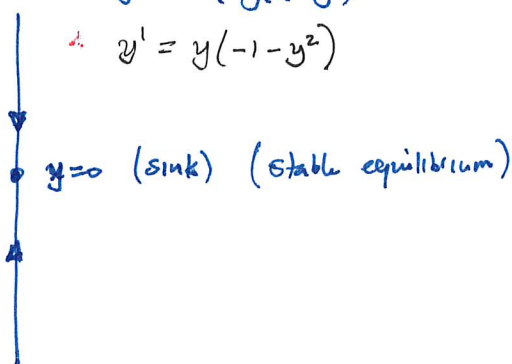 ∴ y' = y(-1-y²)
y=0 (sink) (stable equilibrium)